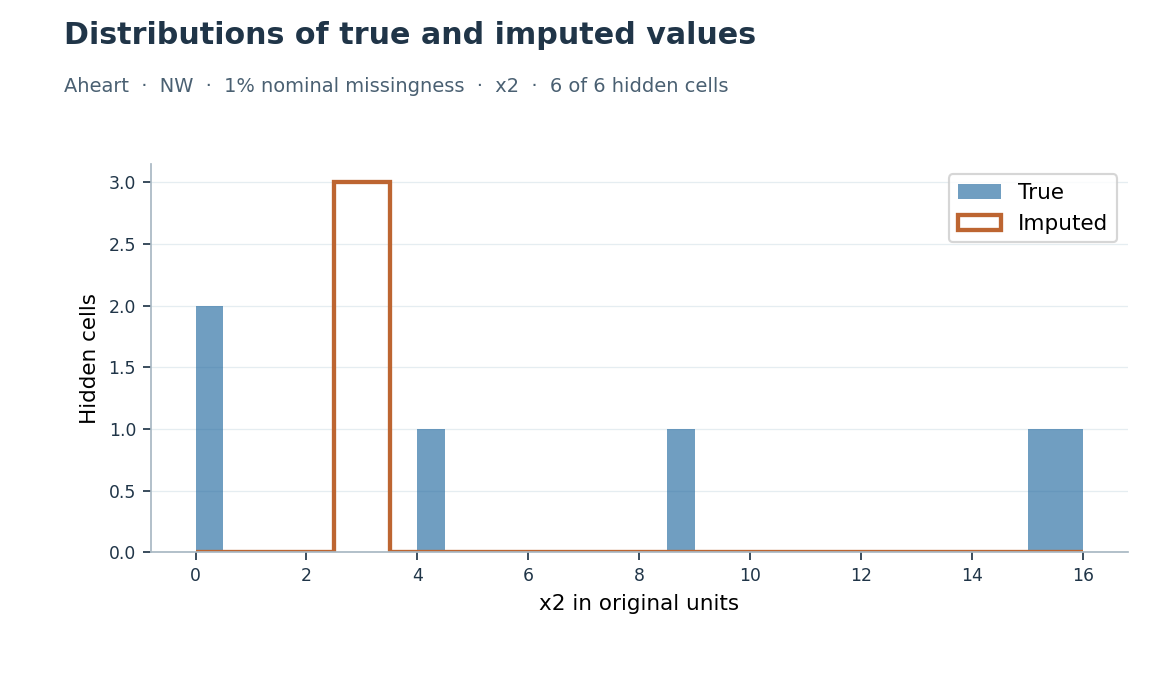 Distributions of true and imputed values
Aheart · NW · 1% nominal missingness · x2 · 6 of 6 hidden cells
True
Imputed
Hidden cells
3.0
2.5
2.0
1.5
1.0
0.5
0.0
0 2 4 6 8 10 12 14 16
x2 in original units